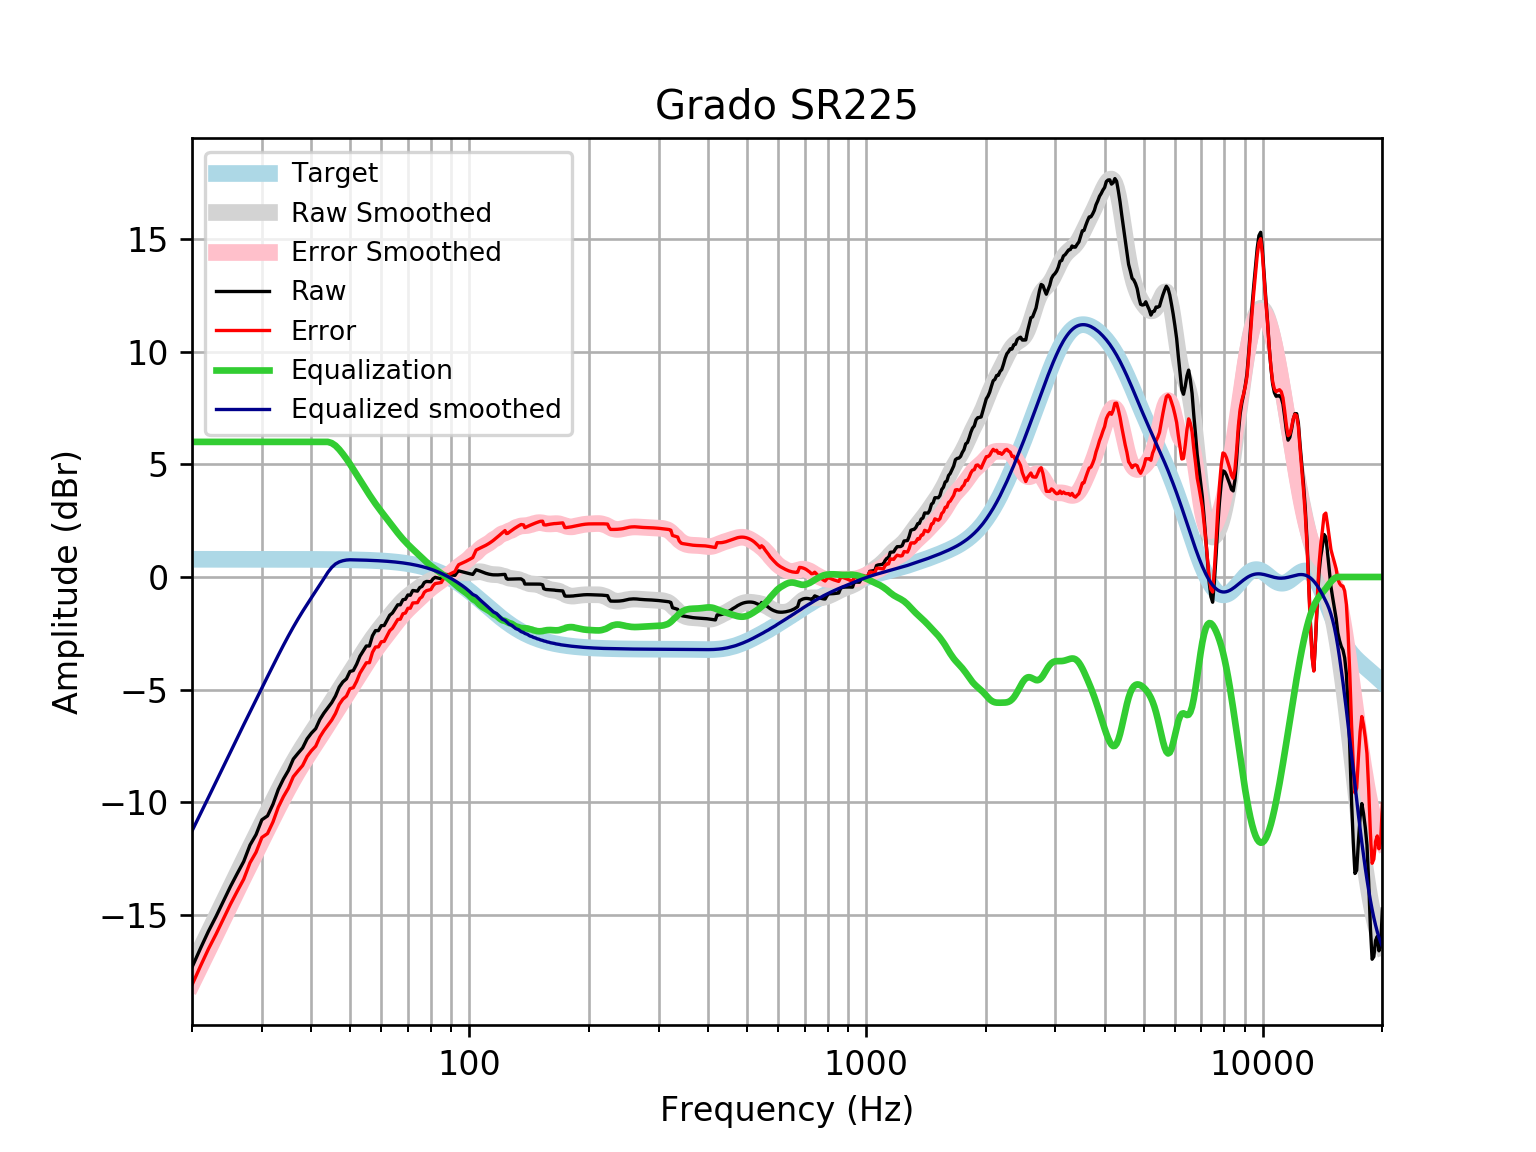 Grado SR225
Target
Raw Smoothed
Error Smoothed
Raw
Error
Equalization
Equalized smoothed
15
10
5
0
−5
−10
−15
Amplitude (dBr)
100
1000
10000
Frequency (Hz)